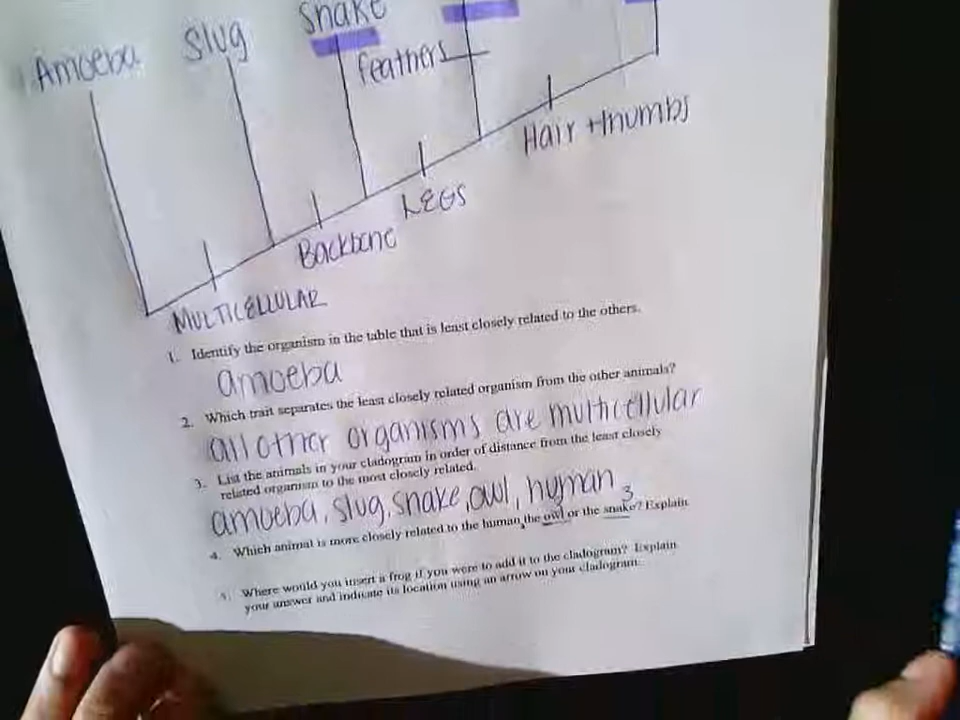 Snake
Slug
Amoeba
feathers
Hair + thumbs
LEGS
Backbone
MULTICELLULAR
1. Identify the organism in the table that is least closely related to the others.
amoeba
2. Which trait separates the least closely related organism from the other animals?
all other organisms are multicellular
3. List the animals in your cladogram in order of distance from the least closely
related organism to the most closely related.
amoeba, slug, snake, owl, human
4. Which animal is more closely related to the human, the owl or the snake? Explain.
5. Where would you insert a frog if you were to add it to the cladogram? Explain
your answer and indicate its location using an arrow on your cladogram.